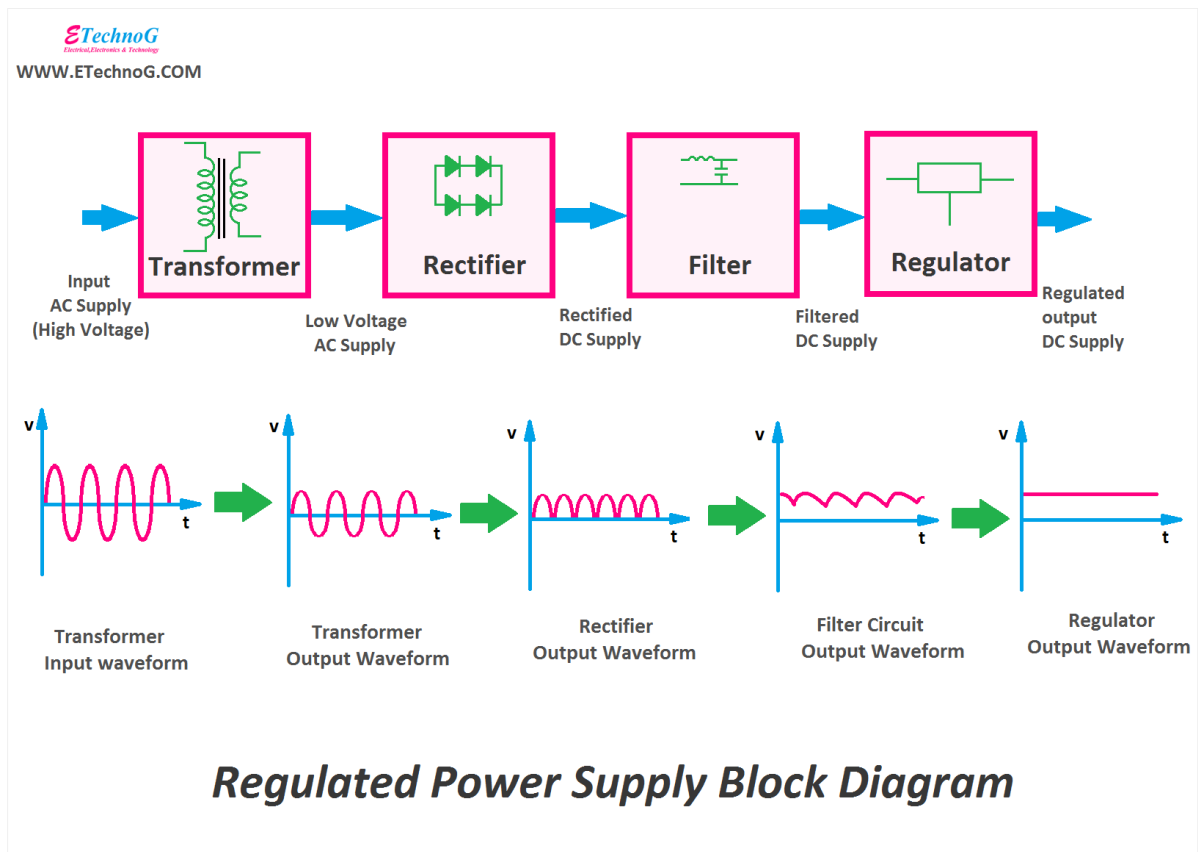 ETechnoG
Electrical,Electronics & Technology
WWW.ETechnoG.COM
Transformer
Rectifier
Filter
Regulator
Input
AC Supply
(High Voltage)
Low Voltage
AC Supply
Rectified
DC Supply
Filtered
DC Supply
Regulated
output
DC Supply
v
t
v
t
v
t
v
t
v
t
Transformer
Input waveform
Transformer
Output Waveform
Rectifier
Output Waveform
Filter Circuit
Output Waveform
Regulator
Output Waveform
Regulated Power Supply Block Diagram